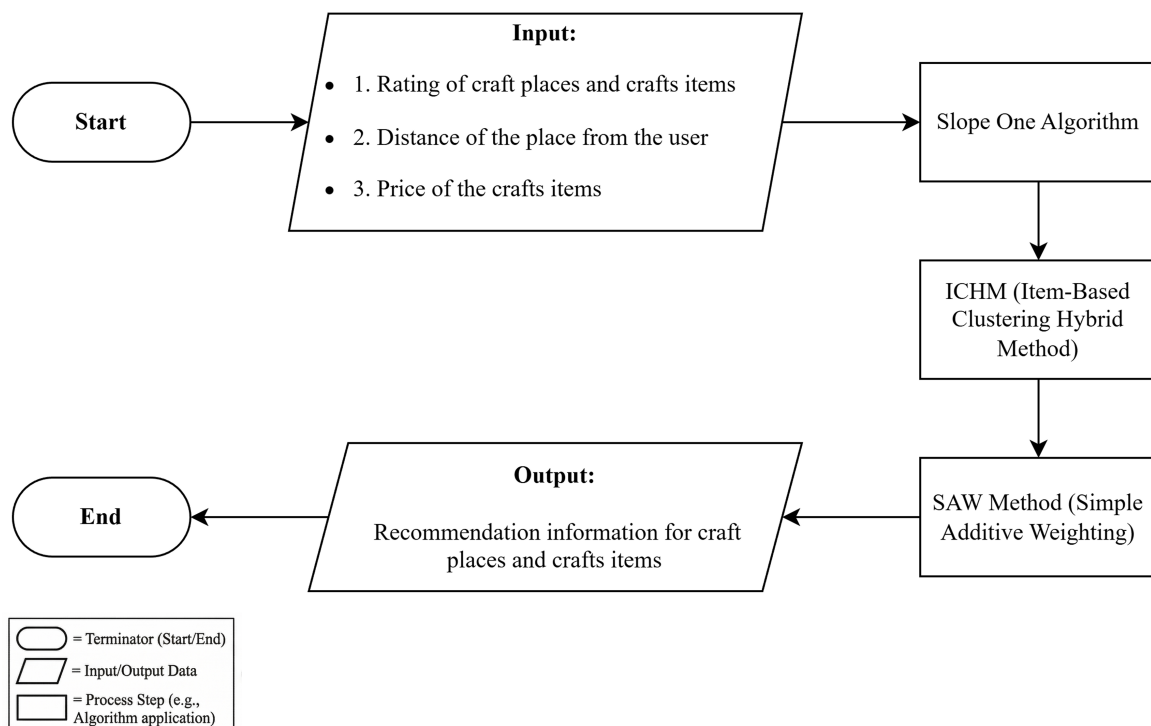 Start
Input:
• 1. Rating of craft places and crafts items
• 2. Distance of the place from the user
• 3. Price of the crafts items
Slope One Algorithm
ICHM (Item-Based
Clustering Hybrid
Method)
SAW Method (Simple
Additive Weighting)
Output:
Recommendation information for craft
places and crafts items
End
= Terminator (Start/End)
= Input/Output Data
= Process Step (e.g.,
Algorithm application)